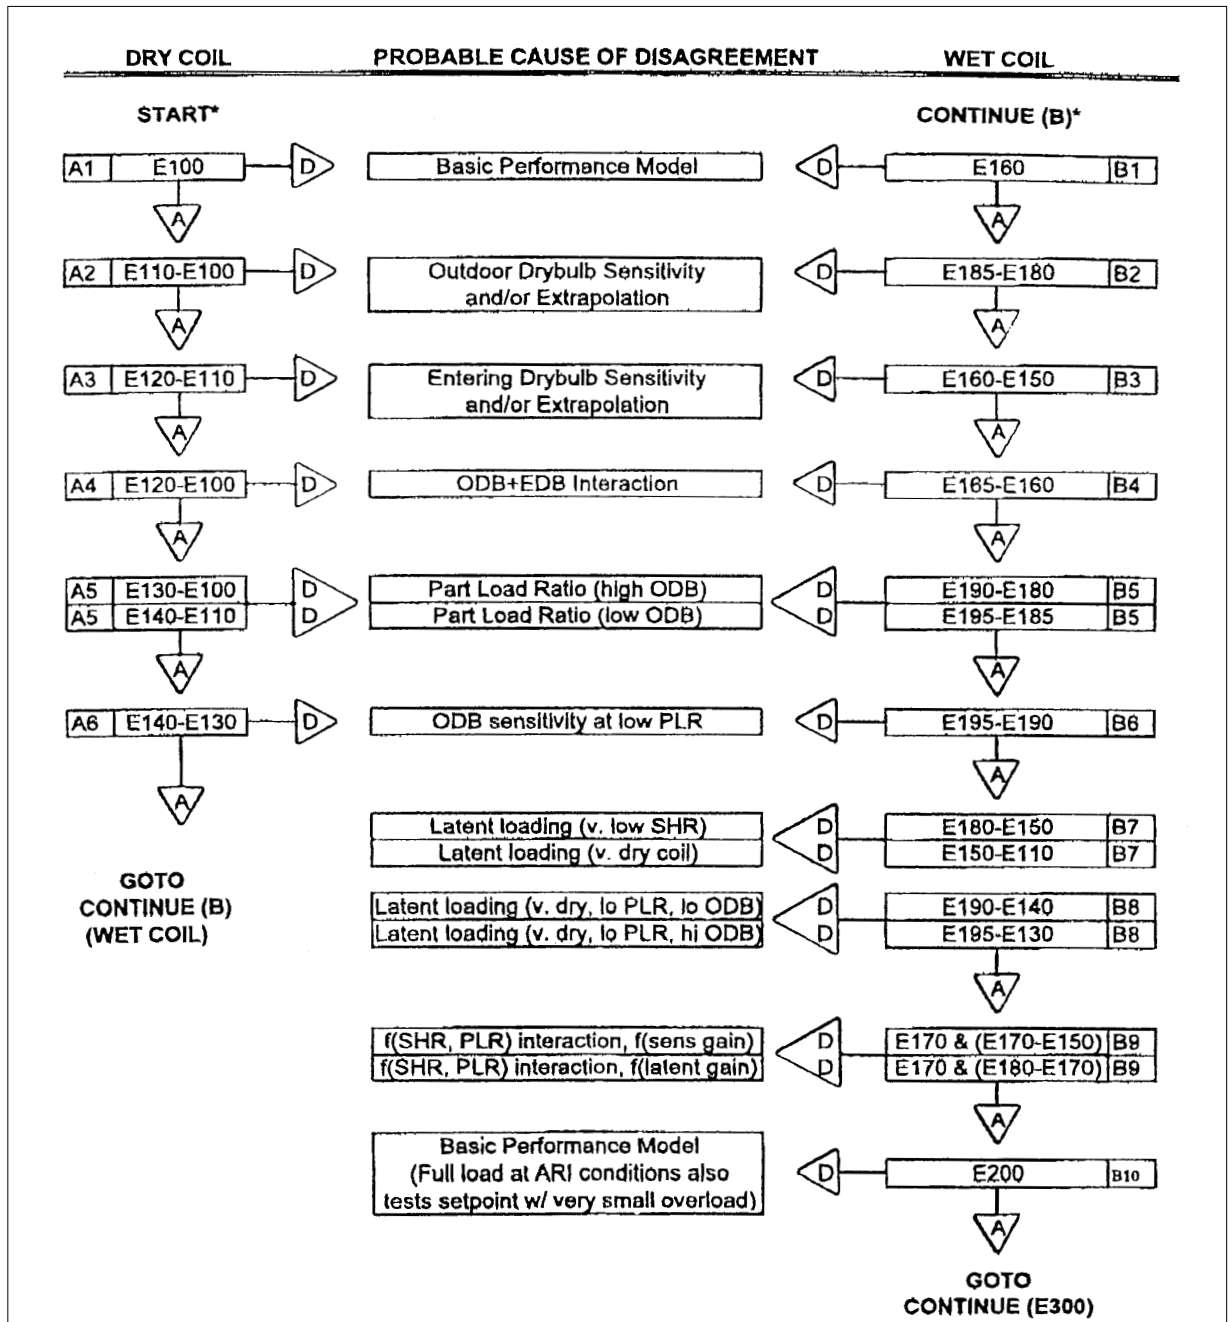 DRY COIL PROBABLE CAUSE OF DISAGREEMENT WET COIL
START* CONTINUE (B)*
A1 E100 D Basic Performance Model D E160 B1
A A
A2 E110-E100 D Outdoor Drybulb Sensitivity D E185-E180 B2
and/or Extrapolation
A A
A3 E120-E110 D Entering Drybulb Sensitivity D E160-E150 B3
and/or Extrapolation
A A
A4 E120-E100 D ODB+EDB Interaction D E165-E160 B4
A A
A5 E130-E100 D Part Load Ratio (high ODB) D E190-E180 B5
A5 E140-E110 D Part Load Ratio (low ODB) D E195-E185 B5
A A
A6 E140-E130 D ODB sensitivity at low PLR D E195-E190 B6
A A
Latent loading (v. low SHR) D E180-E150 B7
Latent loading (v. dry coil) D E150-E110 B7
GOTO
CONTINUE (B)
(WET COIL)
Latent loading (v. dry, lo PLR, lo ODB) D E190-E140 B8
Latent loading (v. dry, lo PLR, hi ODB) D E195-E130 B8
A
f(SHR, PLR) interaction, f(sens gain) D E170 & (E170-E150) B9
f(SHR, PLR) interaction, f(latent gain) D E170 & (E180-E170) B9
A
Basic Performance Model
(Full load at ARI conditions also D E200 B10
tests setpoint w/ very small overload)
A
GOTO
CONTINUE (E300)